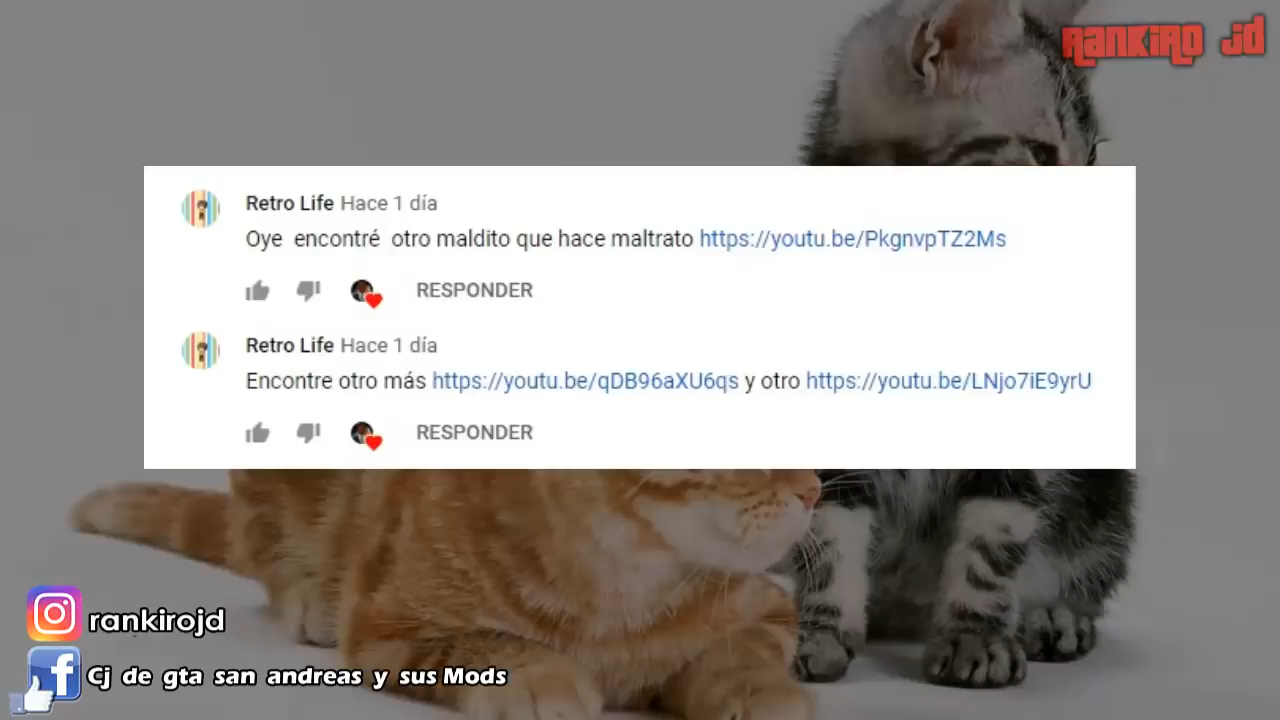 RANKIRO JD
Retro Life Hace 1 día
Oye encontré otro maldito que hace maltrato https://youtu.be/PkgnvpTZ2Ms
RESPONDER
Retro Life Hace 1 día
Encontre otro más https://youtu.be/qDB96aXU6qs y otro https://youtu.be/LNjo7iE9yrU
RESPONDER
rankirojd
Cj de gta san andreas y sus Mods